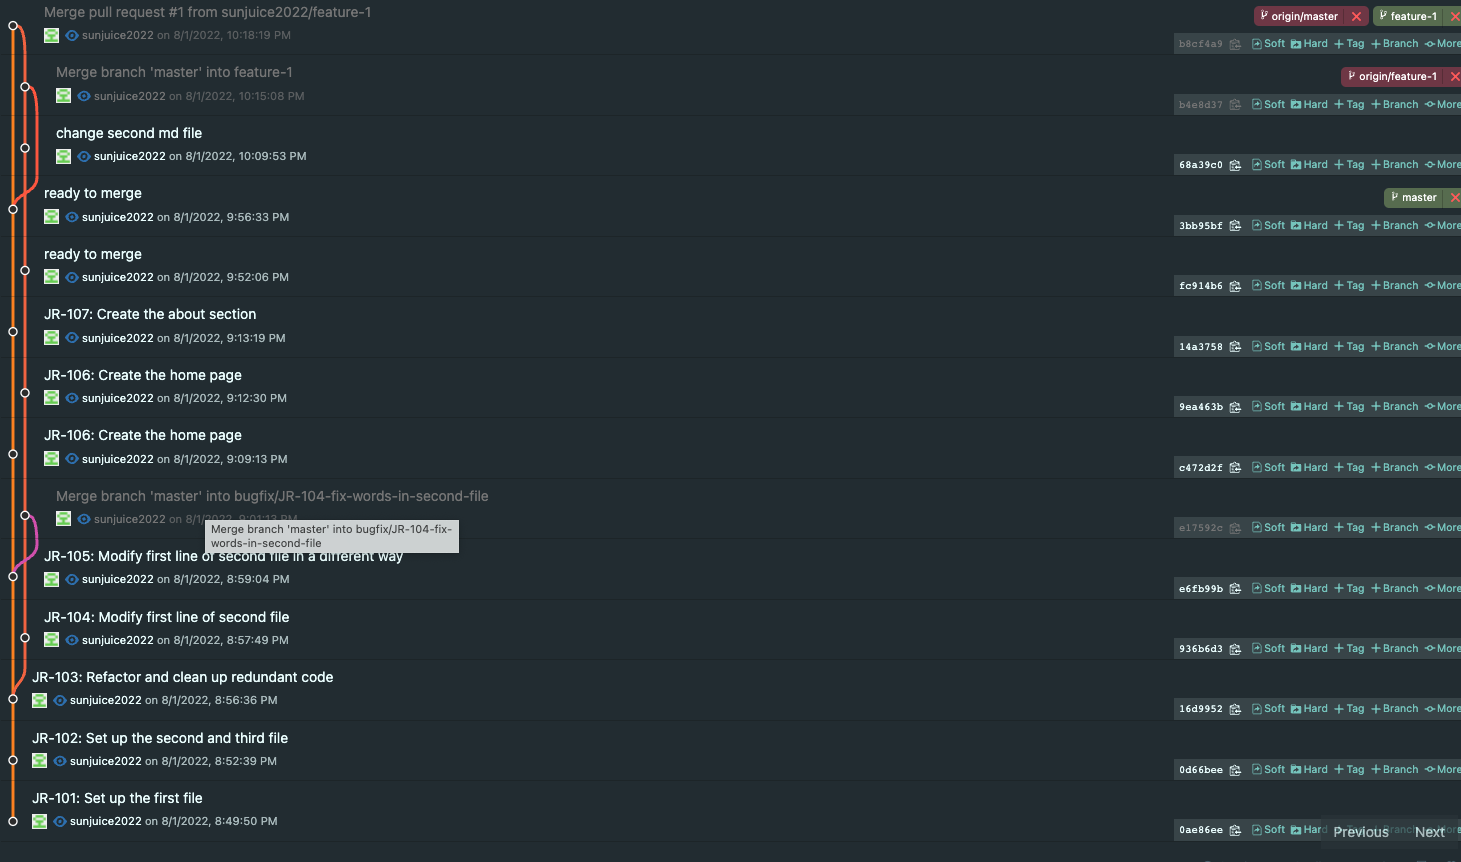 Merge pull request #1 from sunjuice2022/feature-1
origin/master
feature-1
sunjuice2022 on 8/1/2022, 10:18:19 PM
b8cf4a9 Soft Hard + Tag + Branch More
Merge branch 'master' into feature-1
origin/feature-1
sunjuice2022 on 8/1/2022, 10:15:08 PM
b4e8d37 Soft Hard + Tag + Branch More
change second md file
sunjuice2022 on 8/1/2022, 10:09:53 PM
68a39c0 Soft Hard + Tag + Branch More
ready to merge
master
sunjuice2022 on 8/1/2022, 9:56:33 PM
3bb95bf Soft Hard + Tag + Branch More
ready to merge
sunjuice2022 on 8/1/2022, 9:52:06 PM
fc914b6 Soft Hard + Tag + Branch More
JR-107: Create the about section
sunjuice2022 on 8/1/2022, 9:13:19 PM
14a3758 Soft Hard + Tag + Branch More
JR-106: Create the home page
sunjuice2022 on 8/1/2022, 9:12:30 PM
9ea463b Soft Hard + Tag + Branch More
JR-106: Create the home page
sunjuice2022 on 8/1/2022, 9:09:13 PM
c472d2f Soft Hard + Tag + Branch More
Merge branch 'master' into bugfix/JR-104-fix-words-in-second-file
sunjuice2022 on 8/1/2022, 9:01:13 PM
e17592c Soft Hard + Tag + Branch More
Merge branch 'master' into bugfix/JR-104-fix-
words-in-second-file
JR-105: Modify first line of second file in a different way
sunjuice2022 on 8/1/2022, 8:59:04 PM
e6fb99b Soft Hard + Tag + Branch More
JR-104: Modify first line of second file
sunjuice2022 on 8/1/2022, 8:57:49 PM
936b6d3 Soft Hard + Tag + Branch More
JR-103: Refactor and clean up redundant code
sunjuice2022 on 8/1/2022, 8:56:36 PM
16d9952 Soft Hard + Tag + Branch More
JR-102: Set up the second and third file
sunjuice2022 on 8/1/2022, 8:52:39 PM
0d66bee Soft Hard + Tag + Branch More
JR-101: Set up the first file
sunjuice2022 on 8/1/2022, 8:49:50 PM
0ae86ee Soft Hard
Previous Next